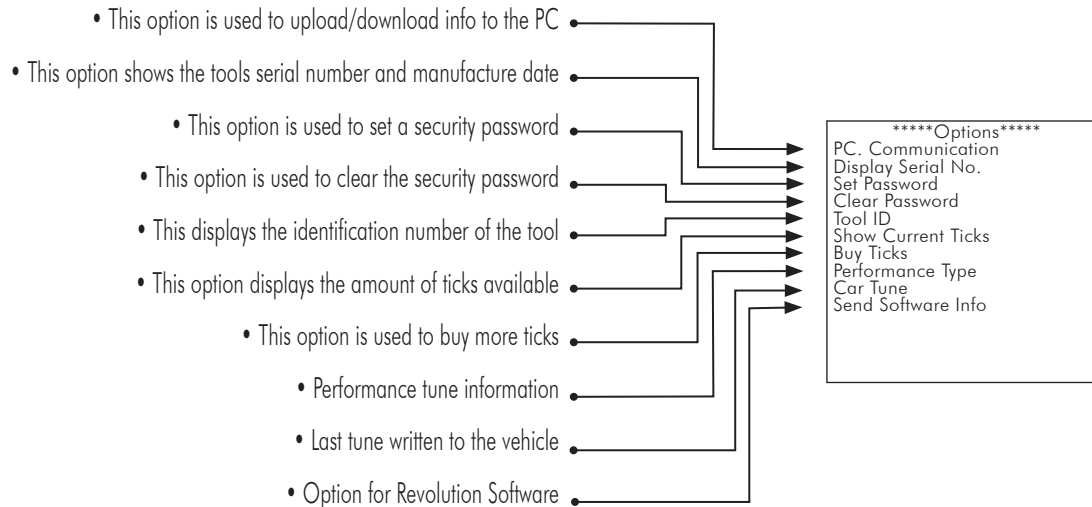 • This option is used to upload/download info to the PC
• This option shows the tools serial number and manufacture date
• This option is used to set a security password
• This option is used to clear the security password
• This displays the identification number of the tool
• This option displays the amount of ticks available
• This option is used to buy more ticks
• Performance tune information
• Last tune written to the vehicle
• Option for Revolution Software
*****Options*****
PC. Communication
Display Serial No.
Set Password
Clear Password
Tool ID
Show Current Ticks
Buy Ticks
Performance Type
Car Tune
Send Software Info